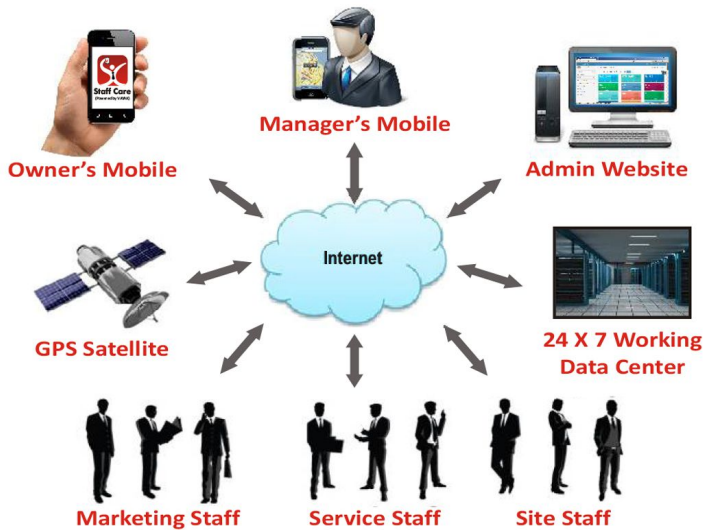 Staff Care
Owner's Mobile
Manager's Mobile
Admin Website
Internet
GPS Satellite
24 X 7 Working
Data Center
Marketing Staff
Service Staff
Site Staff